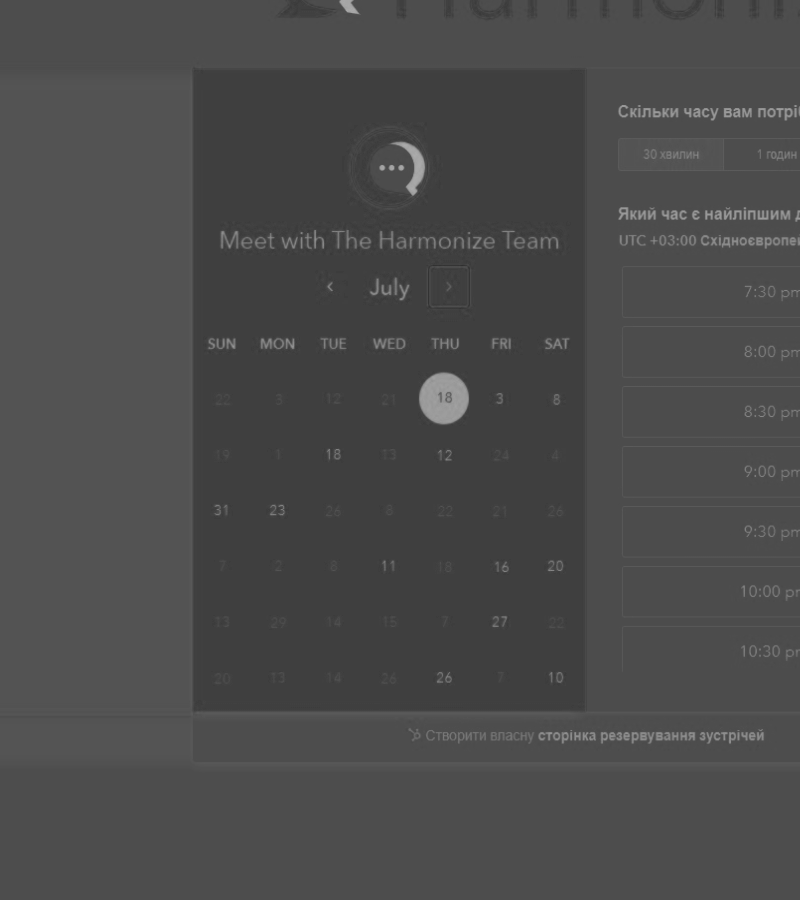 Harmoni
Meet with The Harmonize Team
July
SUN MON TUE WED THU FRI SAT
22 3 12 21 18 3 8
19 1 18 13 12 24 4
31 23 26 8 22 21 26
7 2 8 11 18 16 20
13 29 14 15 7 27 22
20 13 14 26 26 7 10
Скільки часу вам потрі
30 хвилин 1 годин
Який час є найліпшим
UTC +03:00 Східноєвропе
7:30 pm
8:00 pm
8:30 pm
9:00 pm
9:30 pm
10:00 p
10:30 p
Створити власну сторінка резервування зустрічей